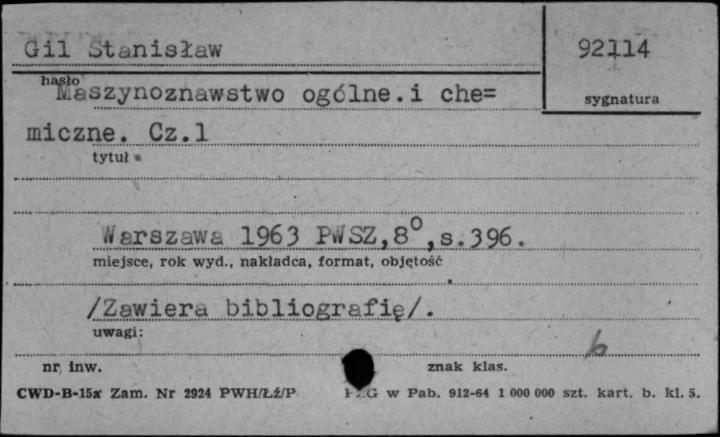 Gil Stanisław 92114
hasło
Maszynoznawstwo ogólne.i che=
sygnatura
miczne. Cz.1
tytuł
Warszawa 1963 PWSZ,8°,s.396.
miejsce, rok wyd., nakładca, format, objętość
/Zawiera bibliografię/.
uwagi:
b
nr. inw. znak klas.
CWD-B-15a Zam. Nr 2924 PWH/Łź/P w Pab. 912-64 1 000 000 szt. kart. b. kl. 5.